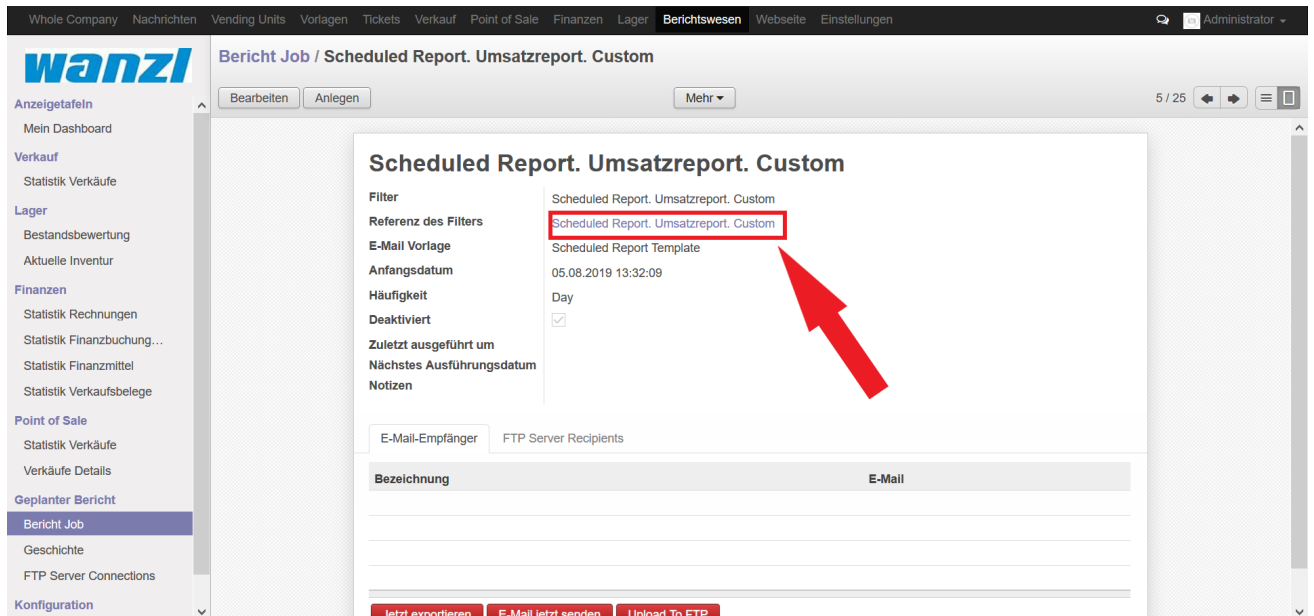 Whole Company Nachrichten Vending Units Vorlagen Tickets Verkauf Point of Sale Finanzen Lager Berichtswesen Webseite Einstellungen Administrator
wanzl
Bericht Job / Scheduled Report. Umsatzreport. Custom
Bearbeiten Anlegen Mehr 5 / 25
Anzeigetafeln
Mein Dashboard
Verkauf
Statistik Verkäufe
Lager
Bestandsbewertung
Aktuelle Inventur
Finanzen
Statistik Rechnungen
Statistik Finanzbuchung…
Statistik Finanzmittel
Statistik Verkaufsbelege
Point of Sale
Statistik Verkäufe
Verkäufe Details
Geplanter Bericht
Bericht Job
Geschichte
FTP Server Connections
Konfiguration
Scheduled Report. Umsatzreport. Custom
Filter Scheduled Report. Umsatzreport. Custom
Referenz des Filters Scheduled Report. Umsatzreport. Custom
E-Mail Vorlage Scheduled Report Template
Anfangsdatum 05.08.2019 13:32:09
Häufigkeit Day
Deaktiviert
Zuletzt ausgeführt um
Nächstes Ausführungsdatum
Notizen
E-Mail-Empfänger FTP Server Recipients
Bezeichnung E-Mail
Jetzt exportieren E-Mail jetzt senden Upload To FTP